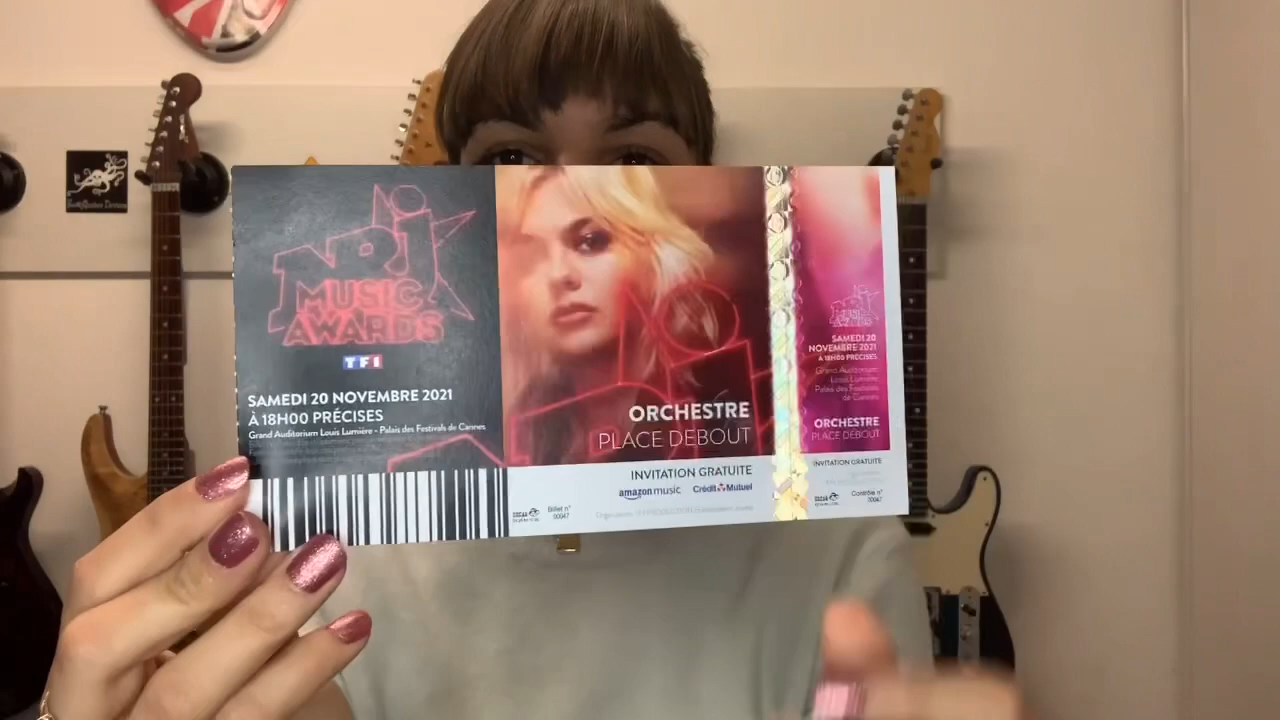 NRJ
MUSIC
AWARDS
TF1
SAMEDI 20 NOVEMBRE 2021
À 18H00 PRÉCISES
Grand Auditorium Louis Lumière - Palais des Festivals de Cannes
ORCHESTRE
PLACE DEBOUT
INVITATION GRATUITE
amazon music Crédit Mutuel
Billet n°
00047
MUSIC
AWARDS
SAMEDI 20
NOVEMBRE 2021
À 18H00 PRÉCISES
Grand Auditorium
Louis Lumière
Palais des Festivals
de Cannes
ORCHESTRE
PLACE DEBOUT
INVITATION GRATUITE
Contrôle n°
00047